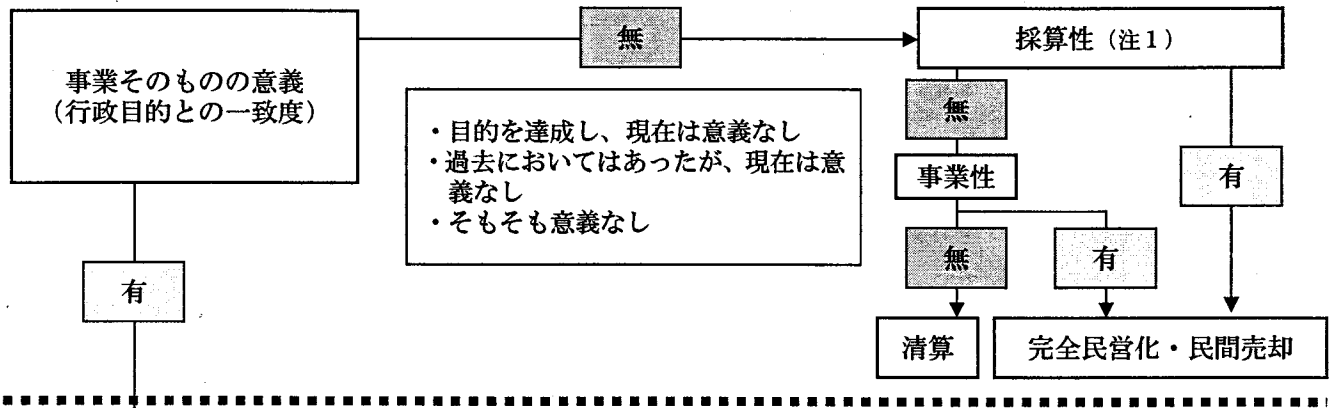 無
採算性（注１）
事業そのものの意義
（行政目的との一致度）
・目的を達成し、現在は意義なし
・過去においてはあったが、現在は意
義なし
・そもそも意義なし
無
事業性
有
無
有
有
清算
完全民営化・民間売却